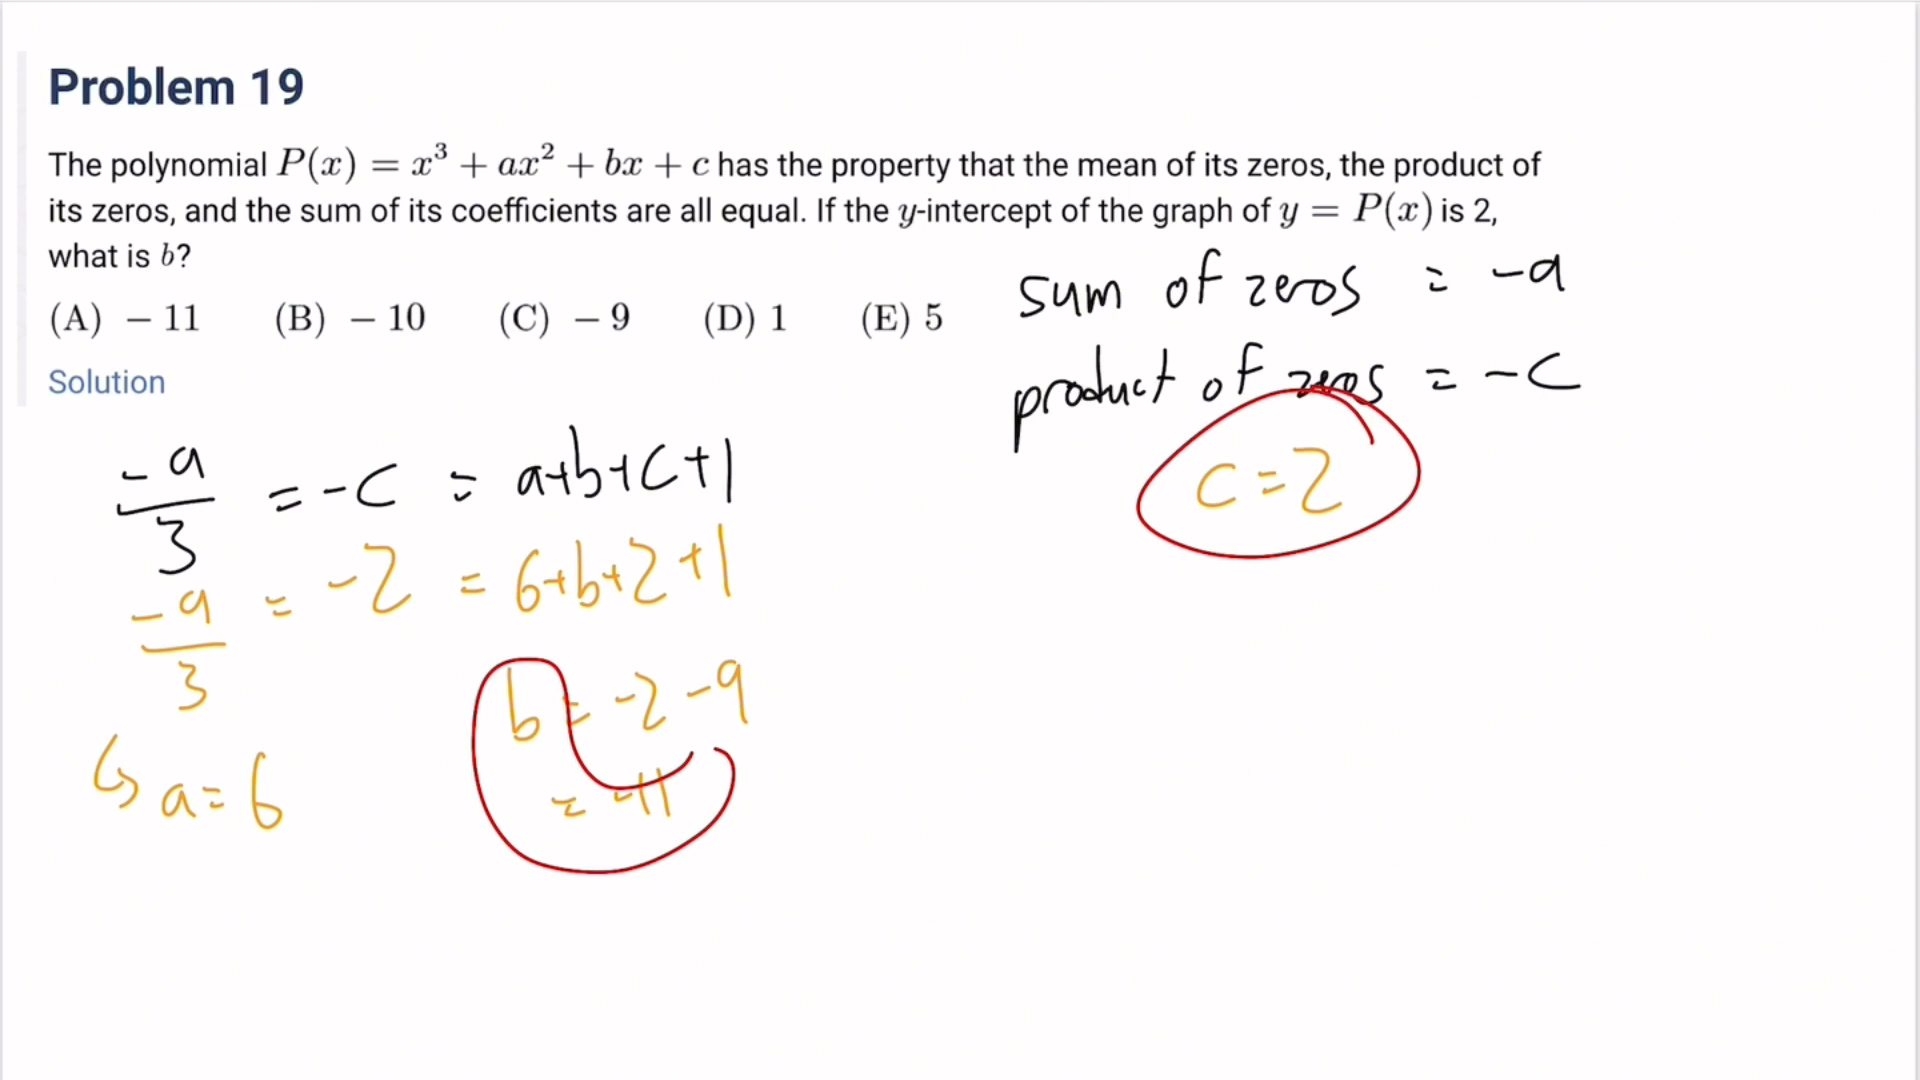 Problem 19
The polynomial P(x) = x³ + ax² + bx + c has the property that the mean of its zeros, the product of
its zeros, and the sum of its coefficients are all equal. If the y-intercept of the graph of y = P(x) is 2,
what is b?
(A) − 11 (B) − 10 (C) − 9 (D) 1 (E) 5
Solution
sum of zeros = -a
product of zeros = -c
c=2
-a/3 = -c = a+b+c+1
-a/3 = -2 = 6+b+2+1
↳ a=6
b = -2-9
= -11